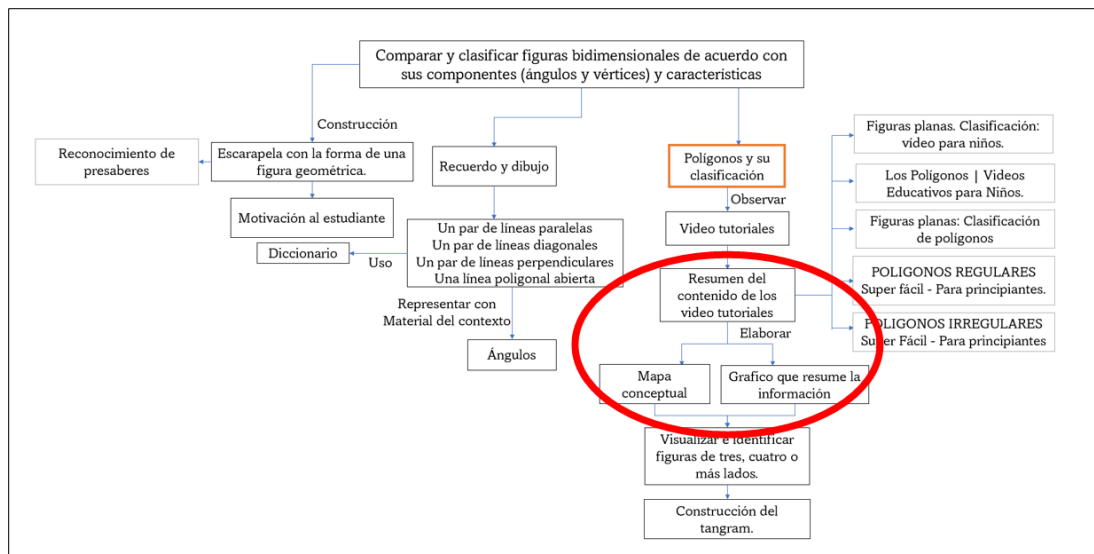 Comparar y clasificar figuras bidimensionales de acuerdo con
sus componentes (ángulos y vértices) y características
Construcción
Reconocimiento de
presaberes
Escarapela con la forma de una
figura geométrica.
Motivación al estudiante
Recuerdo y dibujo
Un par de líneas paralelas
Un par de líneas diagonales
Un par de líneas perpendiculares
Una línea poligonal abierta
Uso
Diccionario
Representar con
Material del contexto
Ángulos
Polígonos y su
clasificación
Observar
Video tutoriales
Resumen del
contenido de los
video tutoriales
Figuras planas. Clasificación:
vídeo para niños.
Los Polígonos | Videos
Educativos para Niños.
Figuras planas: Clasificación
de polígonos
POLIGONOS REGULARES
Super fácil - Para principiantes.
POLIGONOS IRREGULARES
Super Fácil - Para principiantes
Elaborar
Mapa
conceptual
Grafico que resume la
información
Visualizar e identificar
figuras de tres, cuatro o
más lados.
Construcción del
tangram.